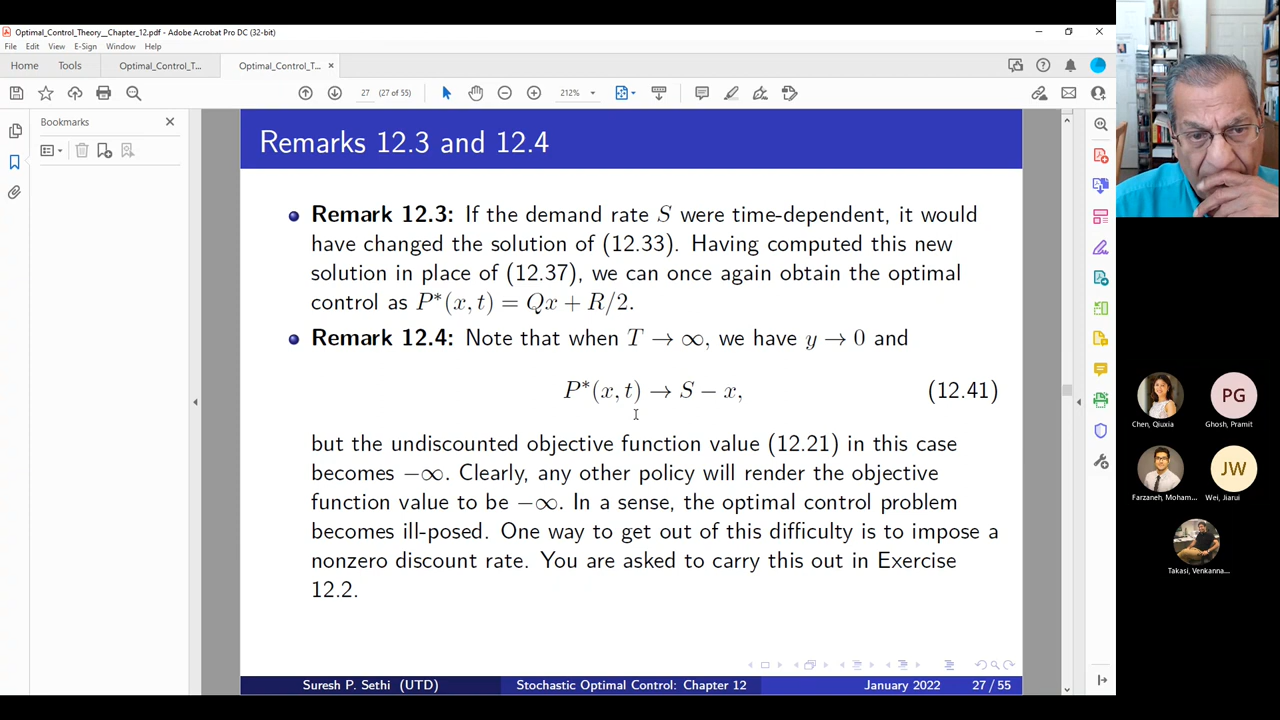 Optimal_Control_Theory__Chapter_12.pdf - Adobe Acrobat Pro DC (32-bit)
File Edit View E-Sign Window Help
Home Tools Optimal_Control_T... Optimal_Control_T... ×
27 (27 of 55) 212%
Bookmarks
Remarks 12.3 and 12.4
Remark 12.3: If the demand rate S were time-dependent, it would
have changed the solution of (12.33). Having computed this new
solution in place of (12.37), we can once again obtain the optimal
control as P*(x, t) = Qx + R/2.
Remark 12.4: Note that when T → ∞, we have y → 0 and
P*(x, t) → S − x, (12.41)
but the undiscounted objective function value (12.21) in this case
becomes −∞. Clearly, any other policy will render the objective
function value to be −∞. In a sense, the optimal control problem
becomes ill-posed. One way to get out of this difficulty is to impose a
nonzero discount rate. You are asked to carry this out in Exercise
12.2.
Suresh P. Sethi (UTD) Stochastic Optimal Control: Chapter 12 January 2022 27 / 55
PG
Chen, Qiuxia Ghosh, Pramit
JW
Farzaneh, Moham... Wei, Jiarui
Takasi, Venkanna...